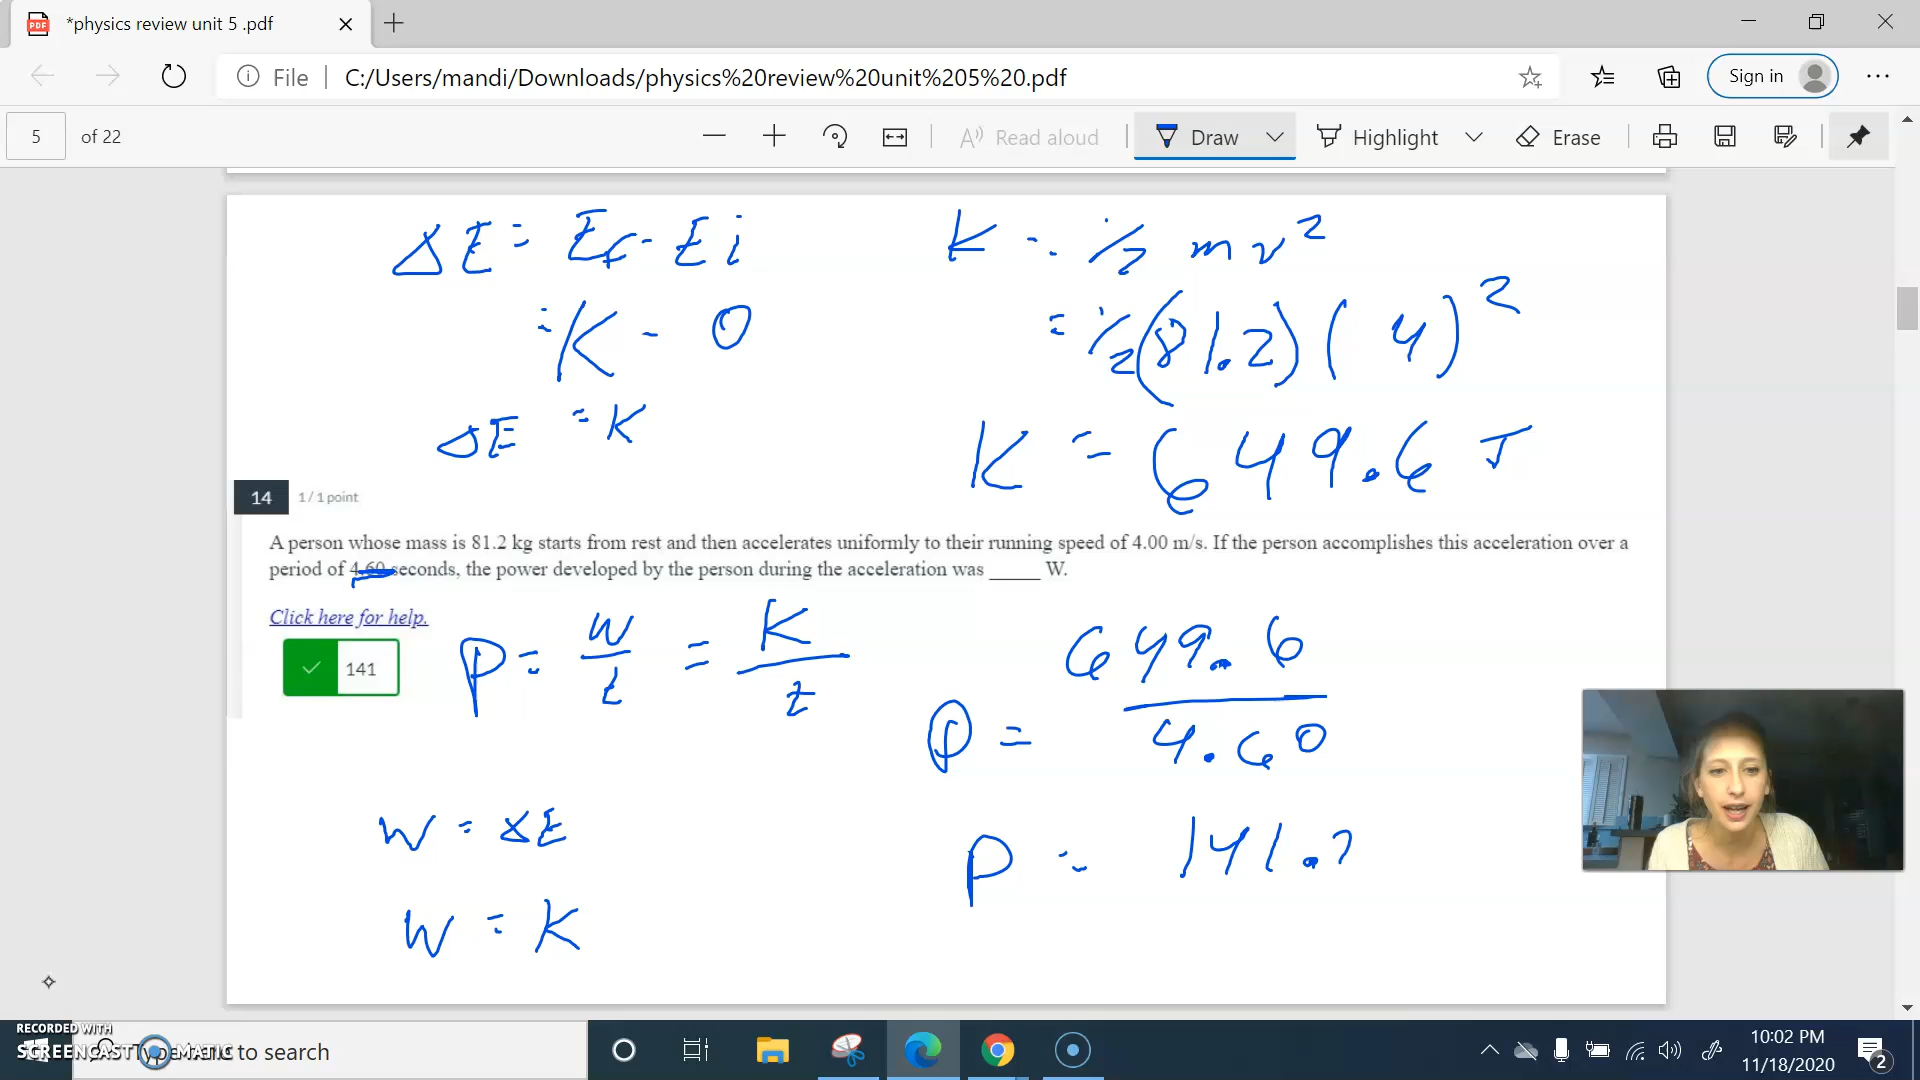 *physics review unit 5 .pdf
File | C:/Users/mandi/Downloads/physics%20review%20unit%205%20.pdf
Sign in
5 of 22
Read aloud
Draw
Highlight
Erase
ΔE = Ef - Ei
= K - 0
ΔE = K
K = 1/2 mv²
= 1/2 (81.2) (4)²
K = 649.6 J
14
1 / 1 point
A person whose mass is 81.2 kg starts from rest and then accelerates uniformly to their running speed of 4.00 m/s. If the person accomplishes this acceleration over a
period of 4.60 seconds, the power developed by the person during the acceleration was _____ W.
Click here for help.
141
P = W/t = K/t
P = 649.6/4.60
W = ΔE
P = 141.
W = K
RECORDED WITH
SCREENCAST MATIC
Type to search
10:02 PM
11/18/2020
2